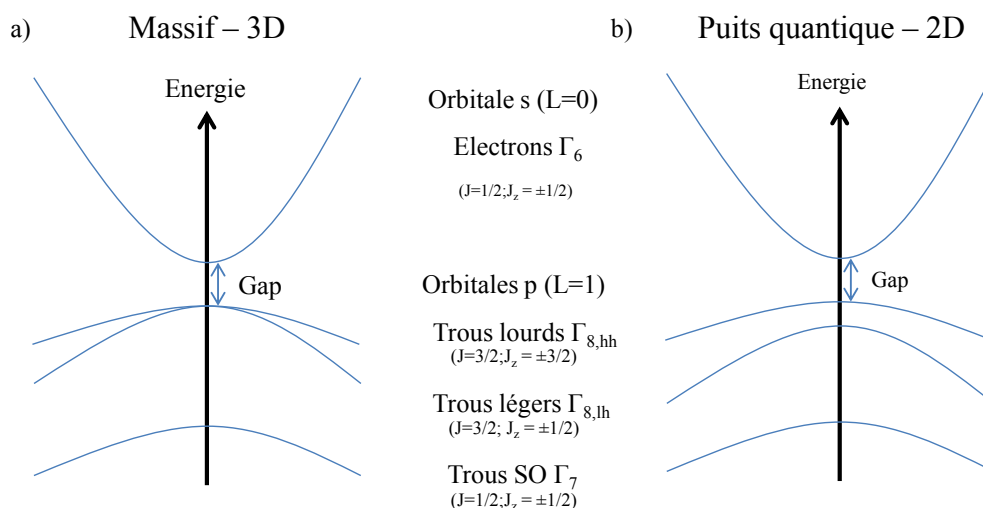 a)
Massif – 3D
Energie
Gap
Orbitale s (L=0)
Electrons Γ6
(J=1/2;Jz = ±1/2)
Orbitales p (L=1)
Trous lourds Γ8,hh
(J=3/2;Jz = ±3/2)
Trous légers Γ8,lh
(J=3/2; Jz = ±1/2)
Trous SO Γ7
(J=1/2;Jz = ±1/2)
b)
Puits quantique – 2D
Energie
Gap